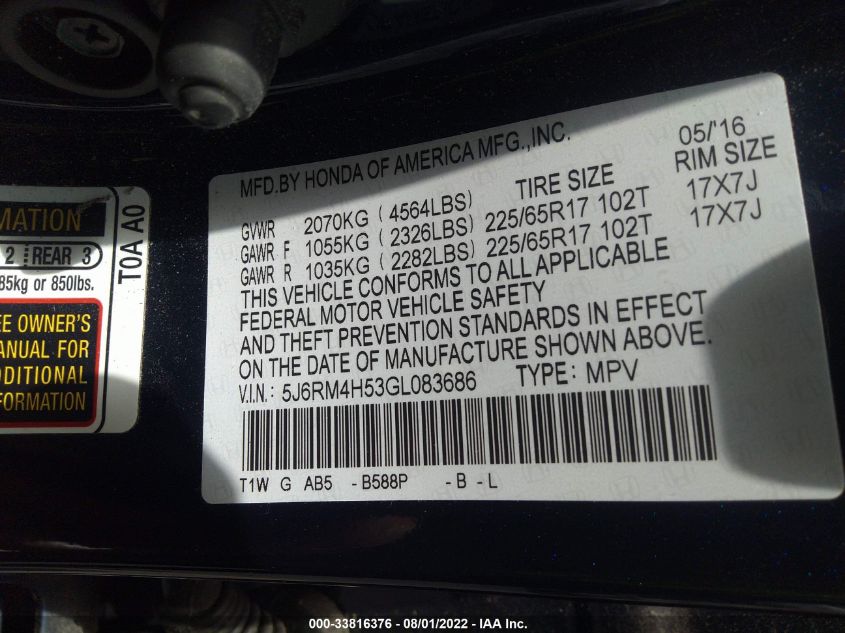 MFD.BY HONDA OF AMERICA MFG.,INC. 05/'16
TIRE SIZE RIM SIZE
GVWR 2070KG ( 4564LBS)
GAWR F 1055KG ( 2326LBS) 225/65R17 102T 17X7J
GAWR R 1035KG ( 2282LBS) 225/65R17 102T 17X7J
THIS VEHICLE CONFORMS TO ALL APPLICABLE
FEDERAL MOTOR VEHICLE SAFETY
AND THEFT PREVENTION STANDARDS IN EFFECT
ON THE DATE OF MANUFACTURE SHOWN ABOVE.
V.I.N.: 5J6RM4H53GL083686 TYPE: MPV
T1W G AB5 -B588P -B -L
MATION
2 REAR 3
85kg or 850lbs.
T0A A0
EE OWNER'S
ANUAL FOR
DDITIONAL
FORMATION
000-33816376 - 08/01/2022 - IAA Inc.